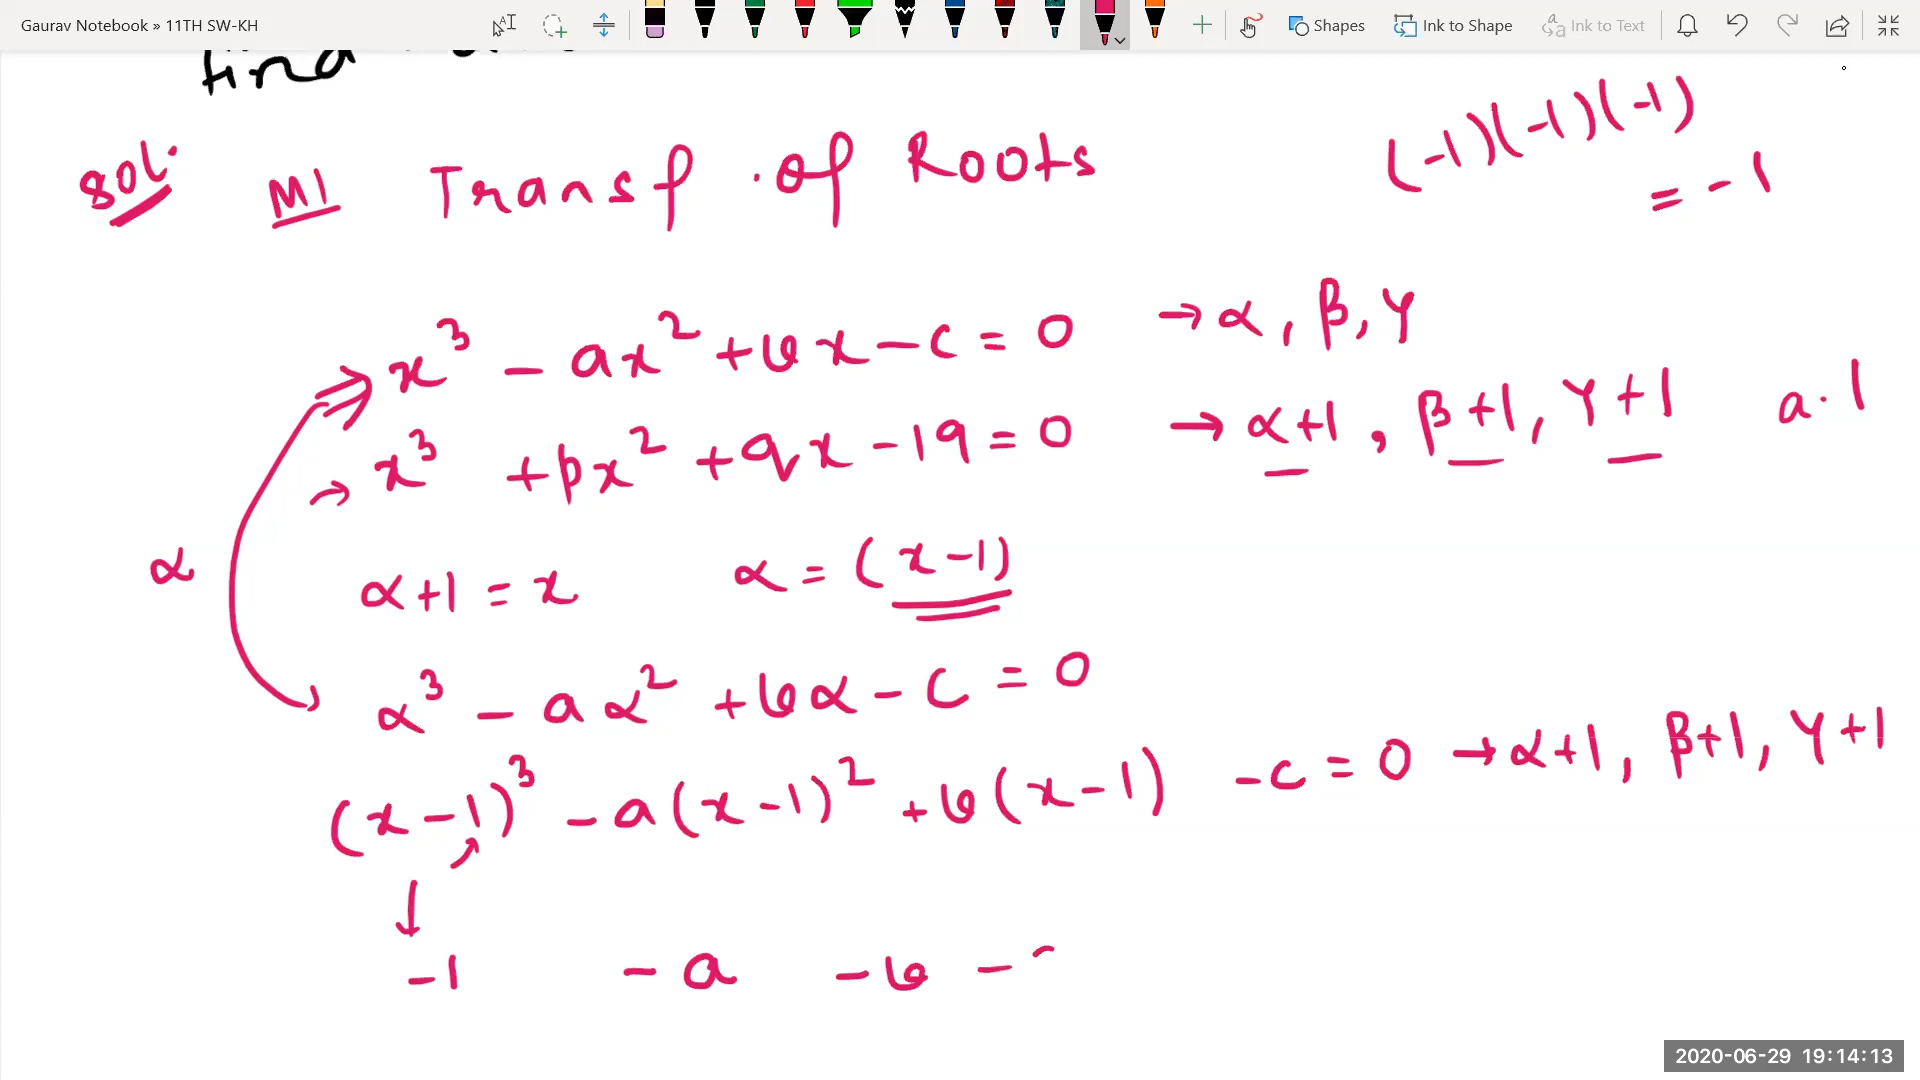 Gaurav Notebook » 11TH SW-KH
Shapes
Ink to Shape
Ink to Text
find
Sol. M1 Transf. of Roots
(-1)(-1)(-1)
= -1
⇒ x³ - ax² + bx - c = 0 → α, β, γ
→ x³ + px² + qx - 19 = 0 → α+1, β+1, γ+1 a.1
α
α+1 = x α = (x-1)
α³ - aα² + bα - c = 0
(x-1)³ - a(x-1)² + b(x-1) - c = 0 → α+1, β+1, γ+1
↓
-1 - a - b -
2020-06-29 19:14:13